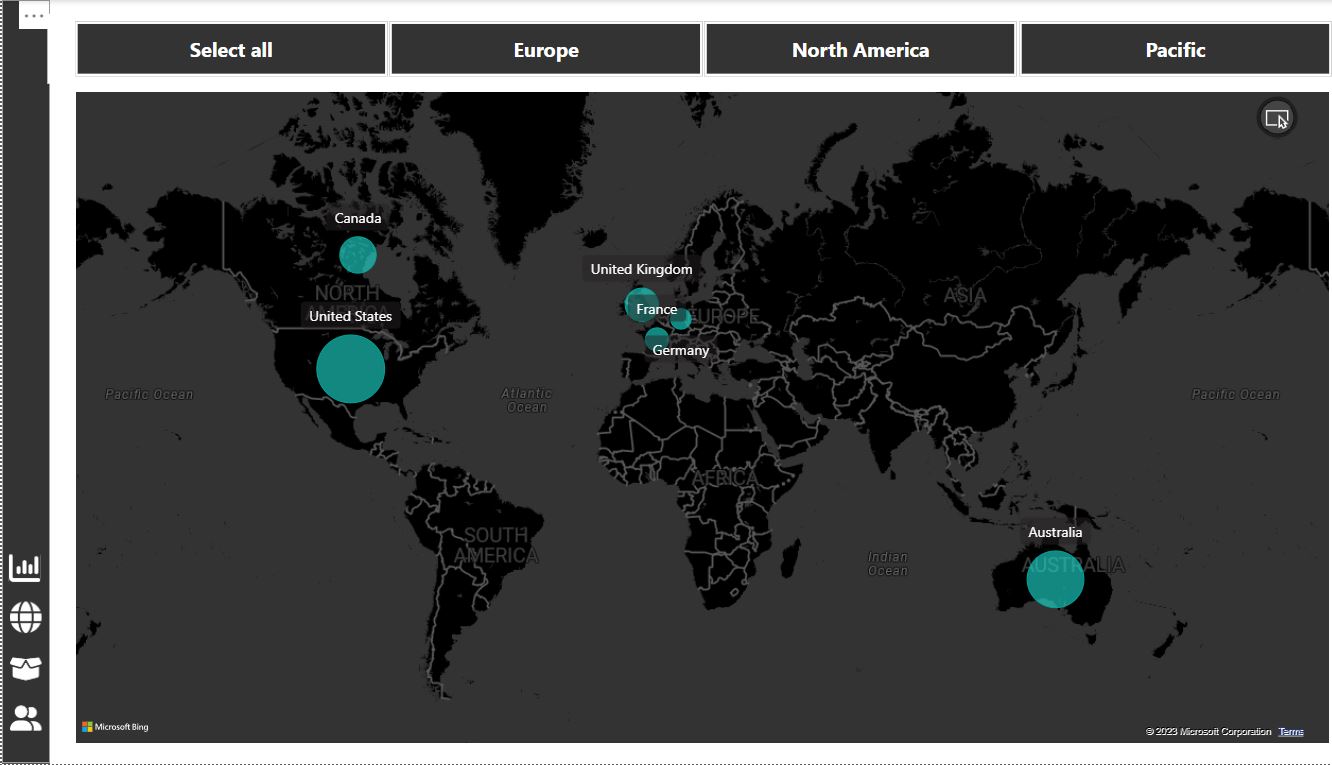 ...
Select all
Europe
North America
Pacific
Canada
NORTH
United States
United Kingdom
France
EUROPE
Germany
ASIA
Pacific Ocean
Atlantic
Ocean
Pacific Ocean
AFRICA
SOUTH
AMERICA
Indian
Ocean
Australia
AUSTRALIA
Microsoft Bing
© 2023 Microsoft Corporation Terms